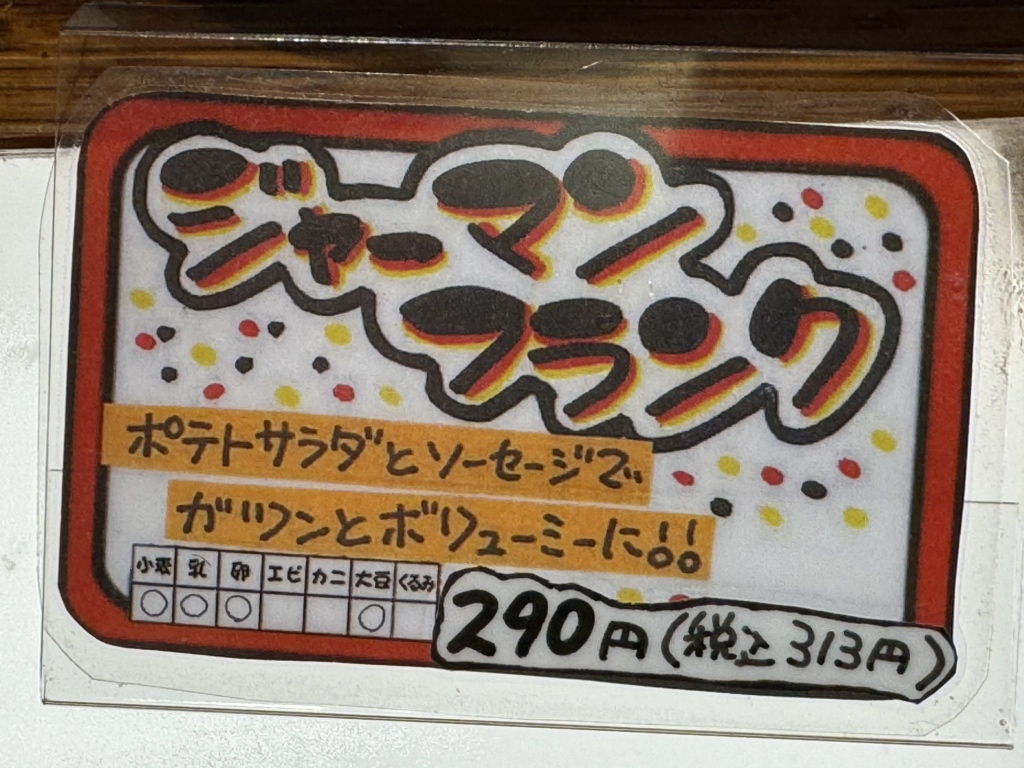 ジャーマン
フランク
ポテトサラダとソーセージで
ガツンとボリューミーに!!
小麦 乳 卵 エビ カニ 大豆 くるみ
○ ○ ○ ○
290円(税込313円)